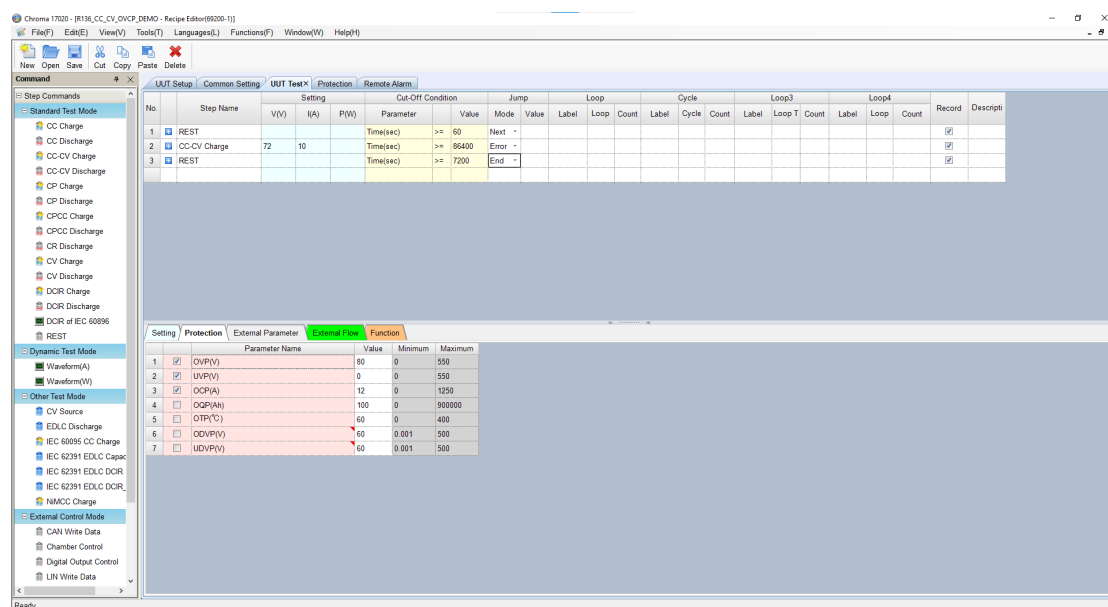 Chroma 17020 - [R136_CC_CV_OVCP_DEMO - Recipe Editor(69200-1)]
File(F) Edit(E) View(V) Tools(T) Languages(L) Functions(F) Window(W) Help(H)
New Open Save Cut Copy Paste Delete
Command
Step Commands
Standard Test Mode
CC Charge
CC Discharge
CC-CV Charge
CC-CV Discharge
CP Charge
CP Discharge
CPCC Charge
CPCC Discharge
CR Discharge
CV Charge
CV Discharge
DCIR Charge
DCIR Discharge
DCIR of IEC 60896
REST
Dynamic Test Mode
Waveform(A)
Waveform(W)
Other Test Mode
CV Source
EDLC Discharge
IEC 60095 CC Charge
IEC 62391 EDLC Capac
IEC 62391 EDLC DCIR
IEC 62391 EDLC DCIR_
NiMCC Charge
External Control Mode
CAN Write Data
Chamber Control
Digital Output Control
LIN Write Data
UUT Setup Common Setting UUT Test× Protection Remote Alarm
No. Step Name Setting Cut-Off Condition Jump Loop Cycle Loop3 Loop4 Record Descripti
V(V) I(A) P(W) Parameter Value Mode Value Label Loop Count Label Cycle Count Label Loop T Count Label Loop Count
1 REST Time(sec) >= 60 Next
2 CC-CV Charge 72 10 Time(sec) >= 86400 Error
3 REST Time(sec) >= 7200 End
Setting Protection External Parameter External Flow Function
Parameter Name Value Minimum Maximum
1 OVP(V) 80 0 550
2 UVP(V) 0 0 550
3 OCP(A) 12 0 1250
4 OQP(Ah) 100 0 900000
5 OTP(℃) 60 0 400
6 ODVP(V) 60 0.001 500
7 UDVP(V) 60 0.001 500
Ready